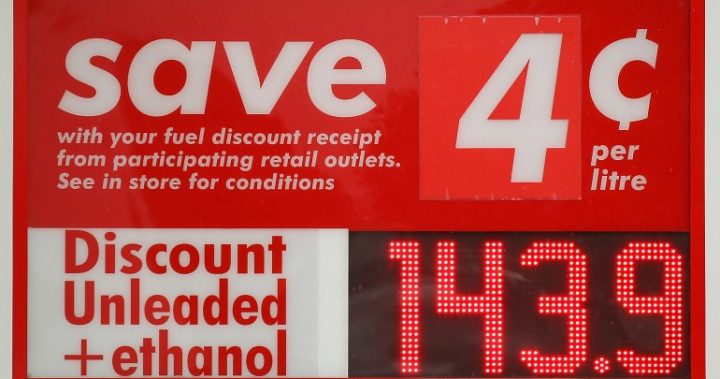 save 4¢
with your fuel discount receipt
from participating retail outlets.
See in store for conditions
per
litre
Discount
Unleaded
+ethanol
143.9